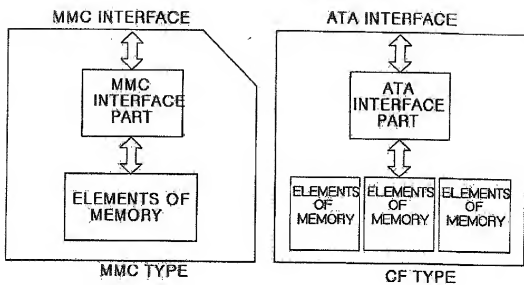 MMC INTERFACE
MMC
INTERFACE
PART
ELEMENTS OF
MEMORY
MMC TYPE
ATA INTERFACE
ATA
INTERFACE
PART
ELEMENTS
OF
MEMORY
ELEMENTS
OF
MEMORY
ELEMENTS
OF
MEMORY
CF TYPE